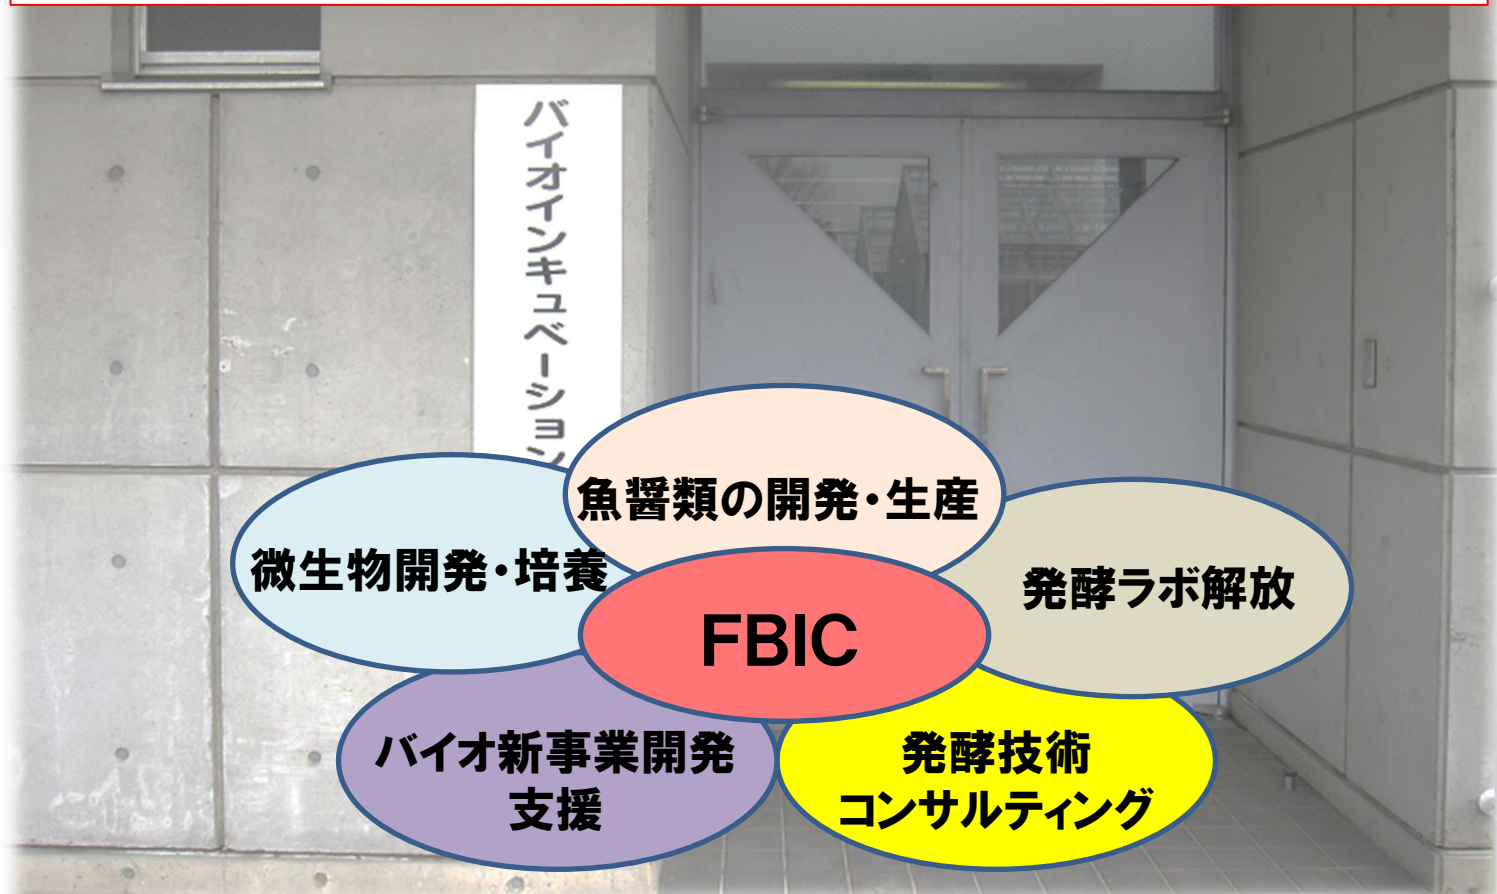 バイオインキュベーション
魚醤類の開発・生産
微生物開発・培養
発酵ラボ解放
FBIC
バイオ新事業開発
支援
発酵技術
コンサルティング